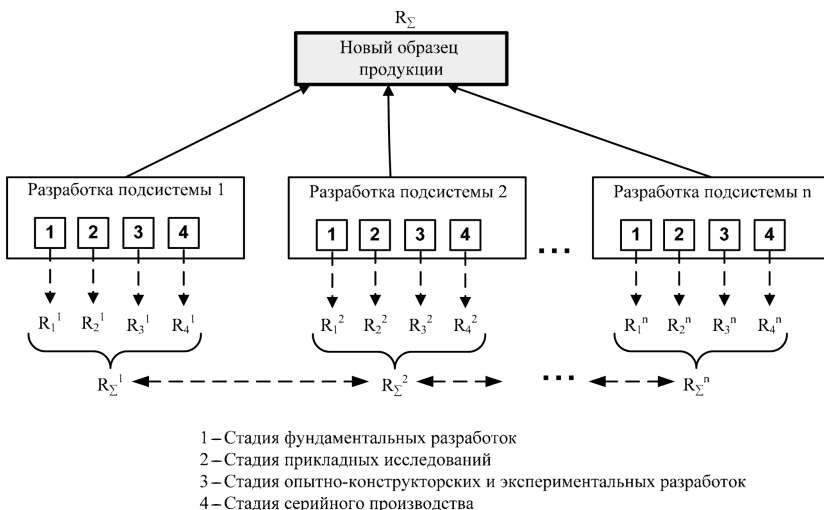 R∑
Новый образец
продукции
Разработка подсистемы 1
Разработка подсистемы 2
Разработка подсистемы n
1 2 3 4
1 2 3 4
...
1 2 3 4
R₁¹ R₂¹ R₃¹ R₄¹
R₁² R₂² R₃² R₄²
R₁ⁿ R₂ⁿ R₃ⁿ R₄ⁿ
R∑¹
R∑²
...
R∑ⁿ
1 – Стадия фундаментальных разработок
2 – Стадия прикладных исследований
3 – Стадия опытно-конструкторских и экспериментальных разработок
4 – Стадия серийного производства